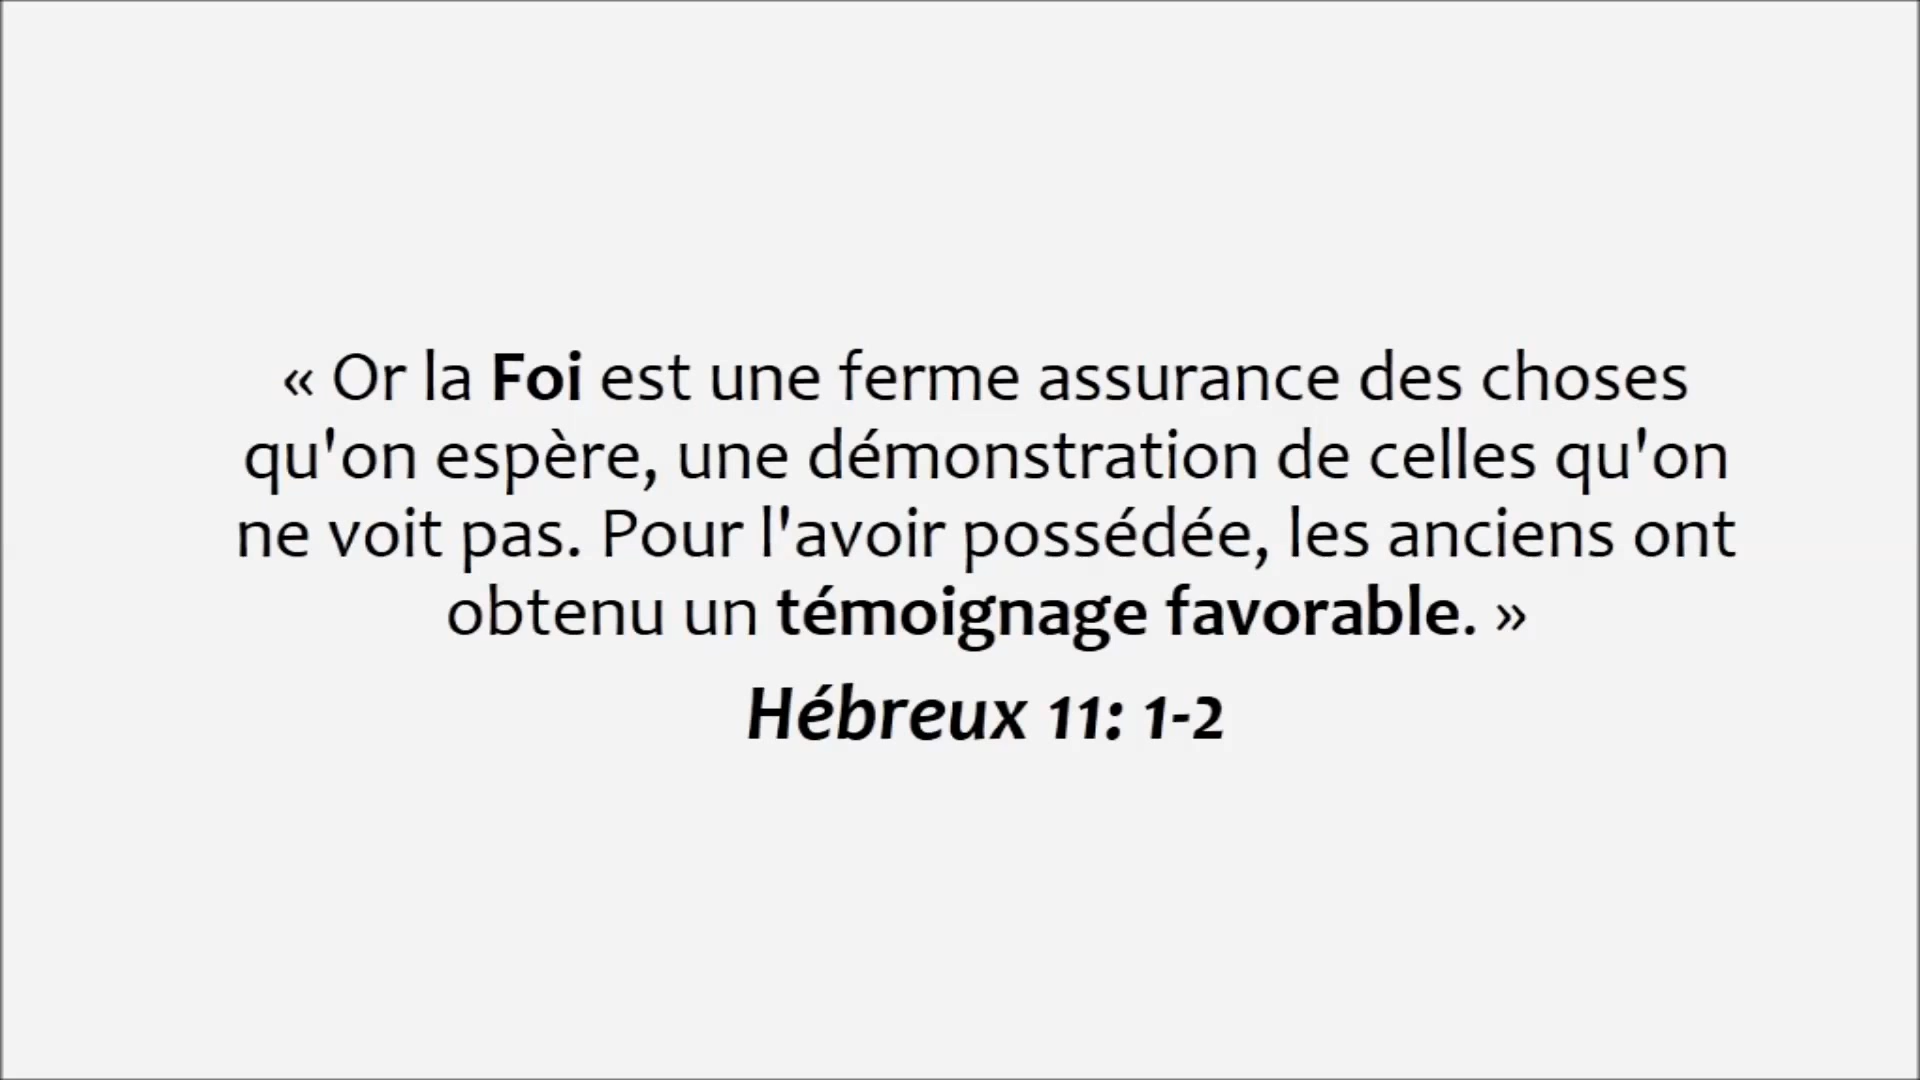 « Or la Foi est une ferme assurance des choses
qu'on espère, une démonstration de celles qu'on
ne voit pas. Pour l'avoir possédée, les anciens ont
obtenu un témoignage favorable. »
Hébreux 11: 1-2